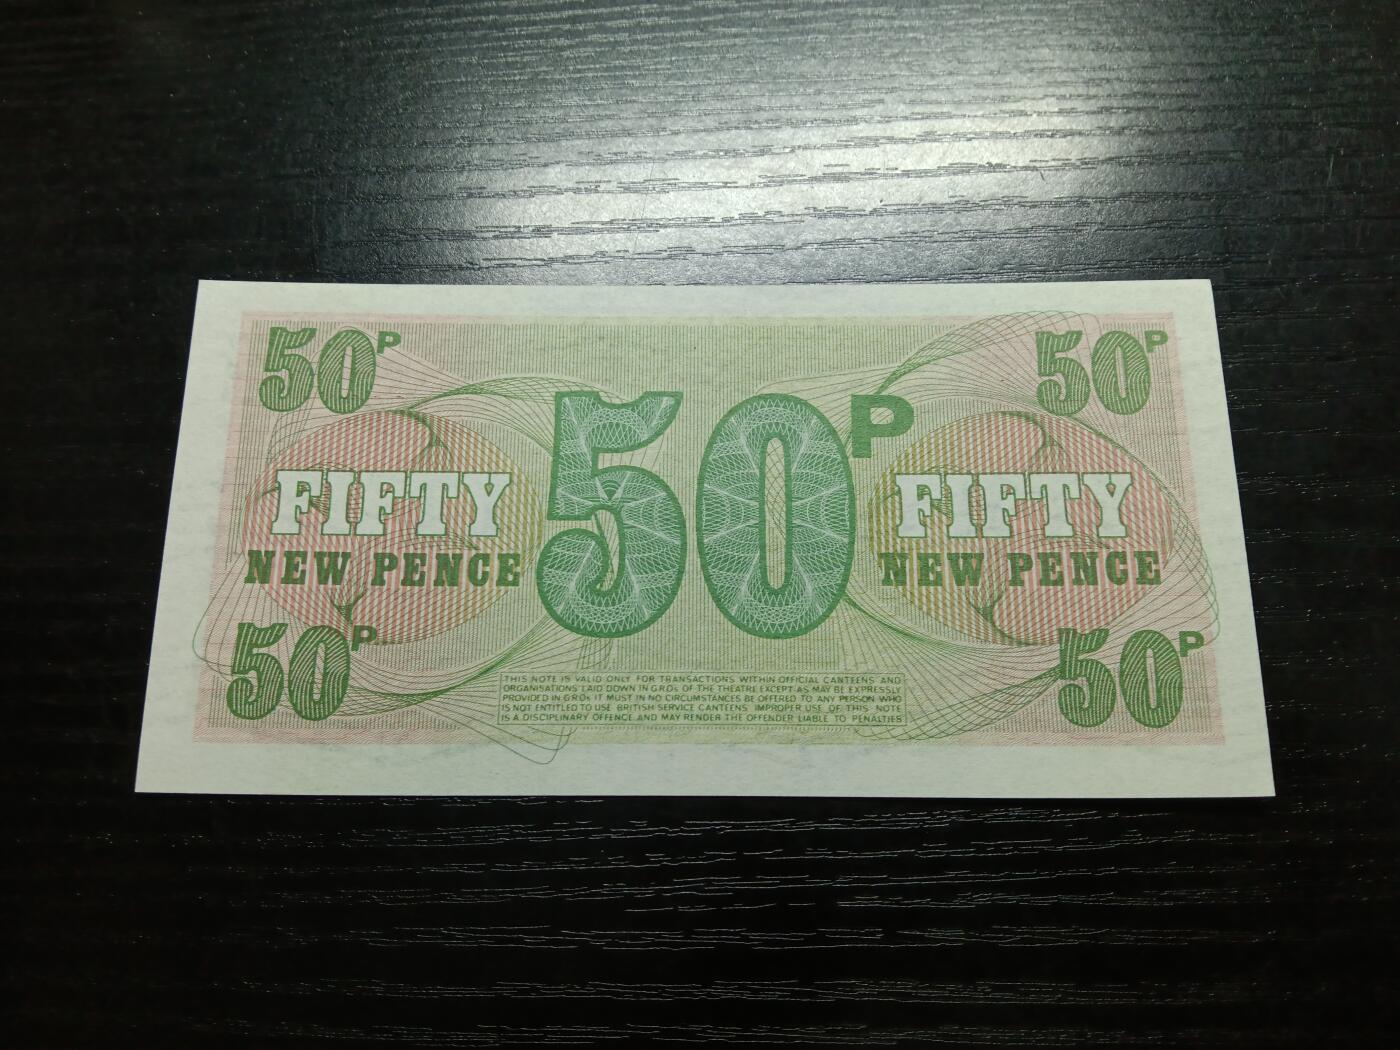 50P
50P
50P
FIFTY
NEW PENCE
FIFTY
NEW PENCE
50P
50P
THIS NOTE IS VALID ONLY FOR TRANSACTIONS WITHIN OFFICIAL CANTEENS AND
ORGANISATIONS LAID DOWN IN G.R.Os OF THE THEATRE EXCEPT AS MAY BE EXPRESSLY
PROVIDED IN G.R.Os IT MUST IN NO CIRCUMSTANCES BE OFFERED TO ANY PERSON WHO
IS NOT ENTITLED TO USE BRITISH SERVICE CANTEENS IMPROPER USE OF THIS NOTE
IS A DISCIPLINARY OFFENCE AND MAY RENDER THE OFFENDER LIABLE TO PENALTIES